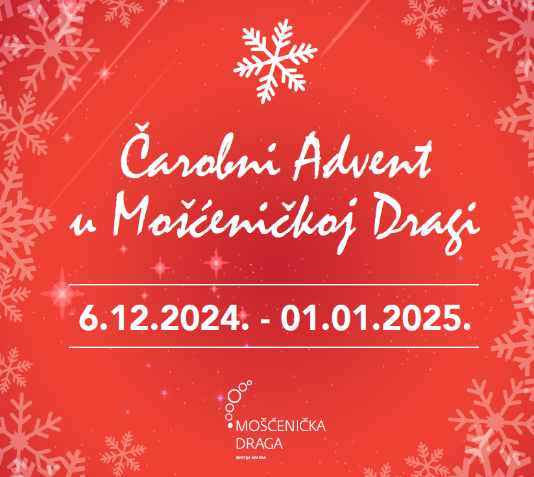 Čarobni Advent
u Mošćeničkoj Dragi
6.12.2024. - 01.01.2025.
MOŠĆENIČKA
DRAGA